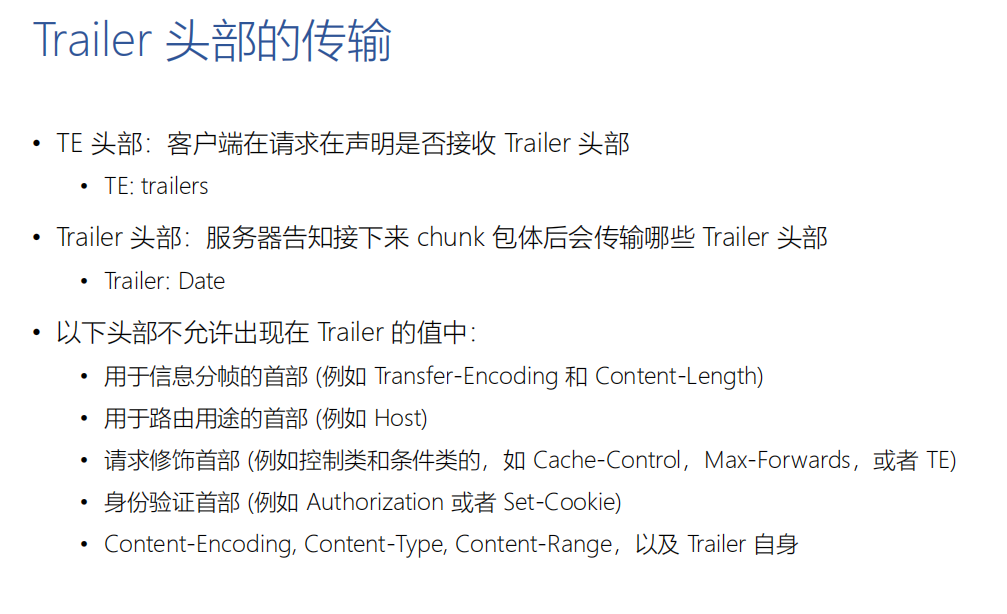 Trailer 头部的传输
• TE 头部：客户端在请求在声明是否接收 Trailer 头部
• TE: trailers
• Trailer 头部：服务器告知接下来 chunk 包体后会传输哪些 Trailer 头部
• Trailer: Date
• 以下头部不允许出现在 Trailer 的值中：
• 用于信息分帧的首部 (例如 Transfer-Encoding 和 Content-Length)
• 用于路由用途的首部 (例如 Host)
• 请求修饰首部 (例如控制类和条件类的，如 Cache-Control，Max-Forwards，或者 TE)
• 身份验证首部 (例如 Authorization 或者 Set-Cookie)
• Content-Encoding, Content-Type, Content-Range，以及 Trailer 自身